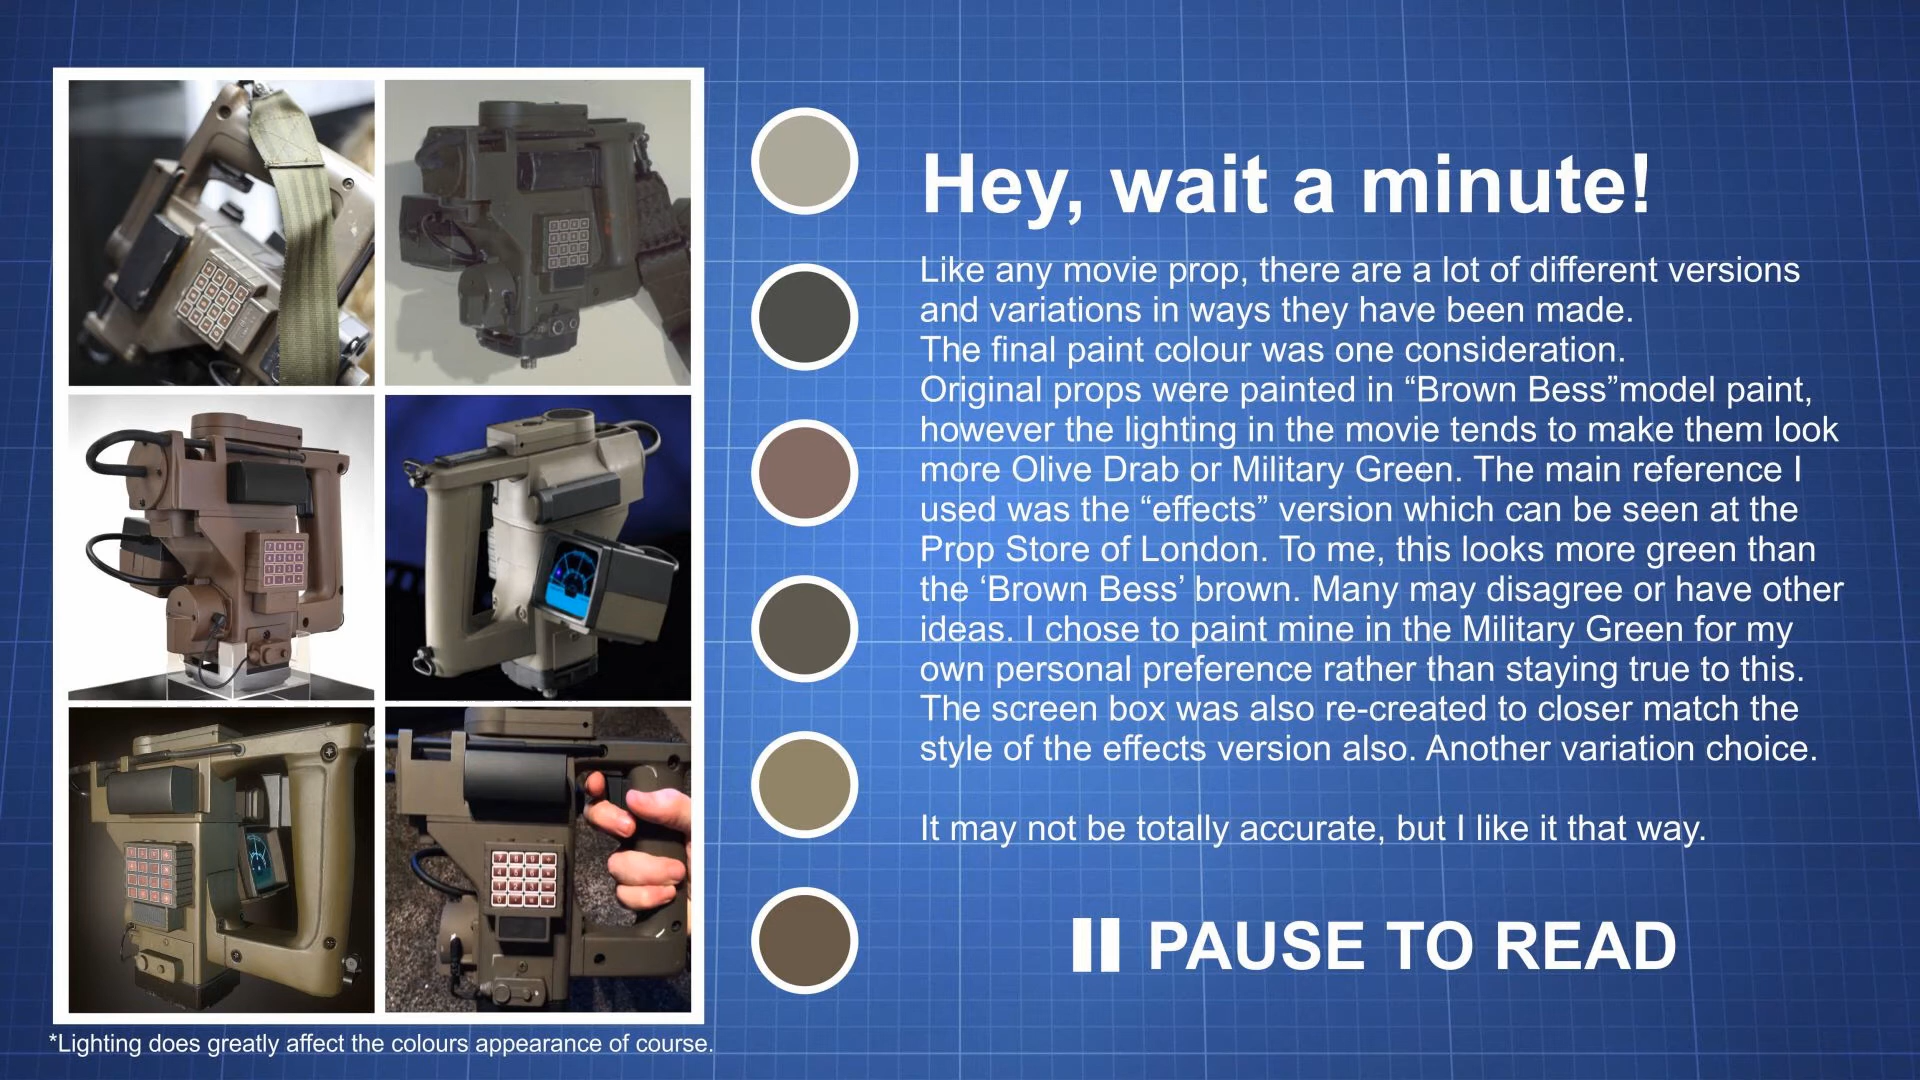 Hey, wait a minute!
Like any movie prop, there are a lot of different versions
and variations in ways they have been made.
The final paint colour was one consideration.
Original props were painted in “Brown Bess”model paint,
however the lighting in the movie tends to make them look
more Olive Drab or Military Green. The main reference I
used was the “effects” version which can be seen at the
Prop Store of London. To me, this looks more green than
the ‘Brown Bess’ brown. Many may disagree or have other
ideas. I chose to paint mine in the Military Green for my
own personal preference rather than staying true to this.
The screen box was also re-created to closer match the
style of the effects version also. Another variation choice.
It may not be totally accurate, but I like it that way.
PAUSE TO READ
*Lighting does greatly affect the colours appearance of course.